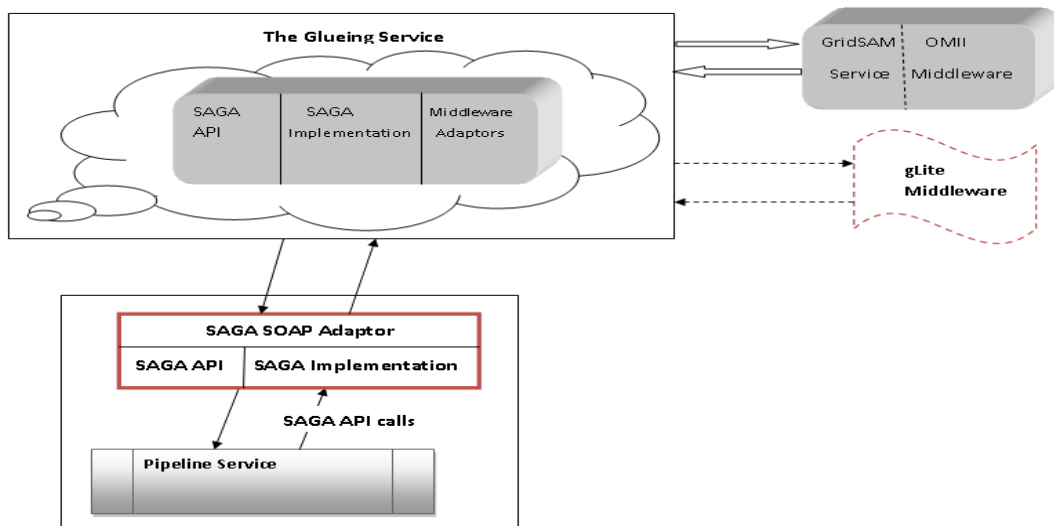 The Glueing Service
SAGA
API
SAGA
Implementation
Middleware
Adaptors
GridSAM
Service
OMII
Middleware
gLite
Middleware
SAGA SOAP Adaptor
SAGA API
SAGA Implementation
SAGA API calls
Pipeline Service